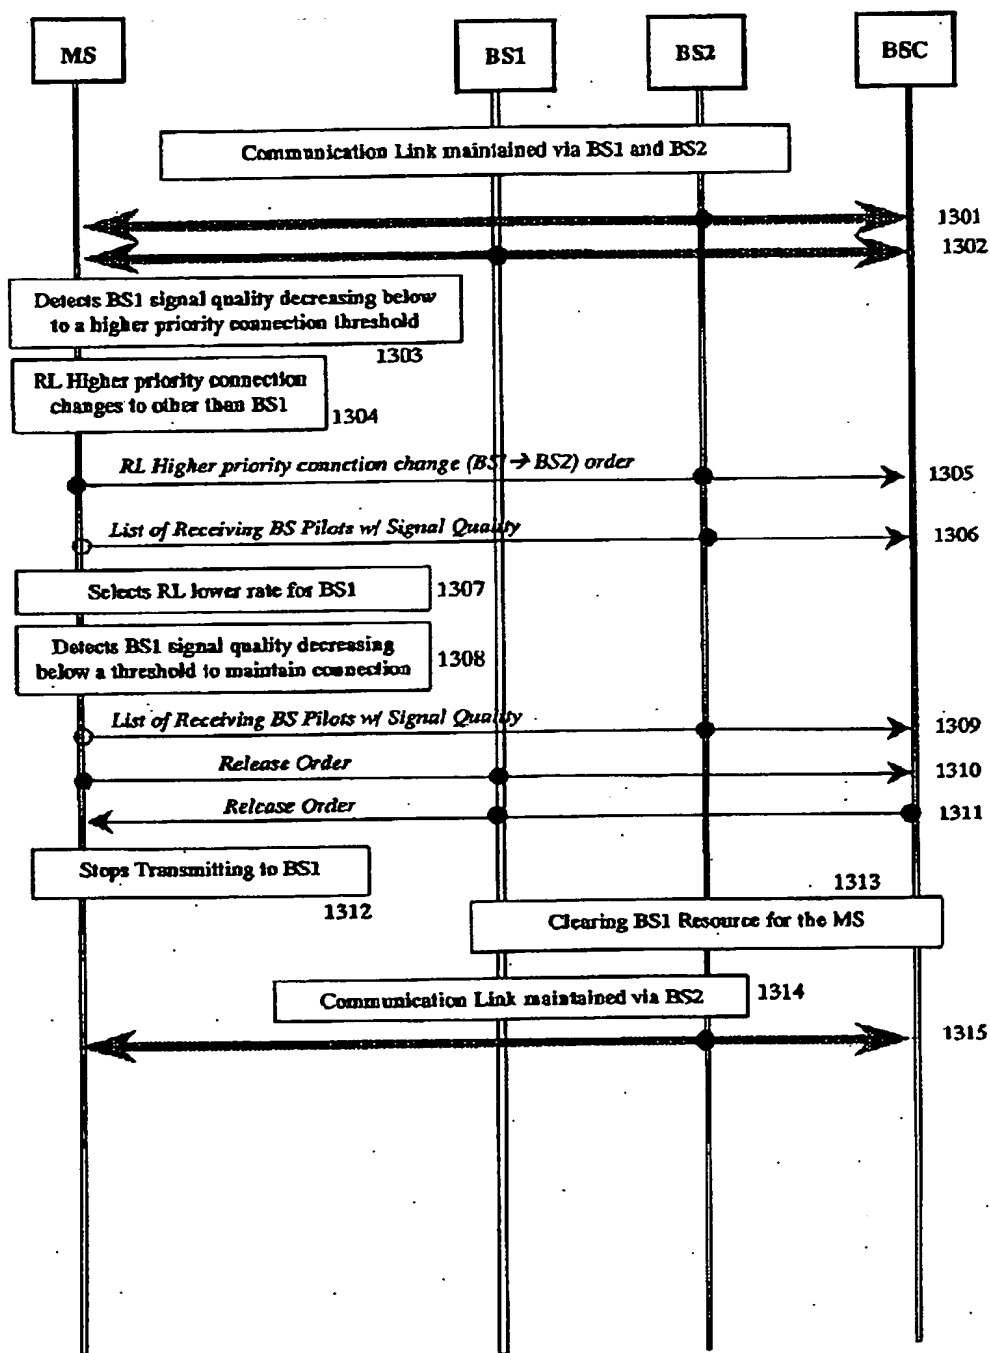 MS
BS1
BS2
BSC
Communication Link maintained via BS1 and BS2
1301
1302
Detects BS1 signal quality decreasing below
to a higher priority connection threshold
1303
RL Higher priority connection
changes to other than BS1
1304
RL Higher priority connction change (BS1→BS2) order
1305
List of Receiving BS Pilots w/ Signal Quality
1306
Selects RL lower rate for BS1
1307
Detects BS1 signal quality decreasing
below a threshold to maintain connection
1308
List of Receiving BS Pilots w/ Signal Quality
1309
Release Order
1310
Release Order
1311
Stops Transmitting to BS1
1312
1313
Clearing BS1 Resource for the MS
Communication Link maintained via BS2
1314
1315